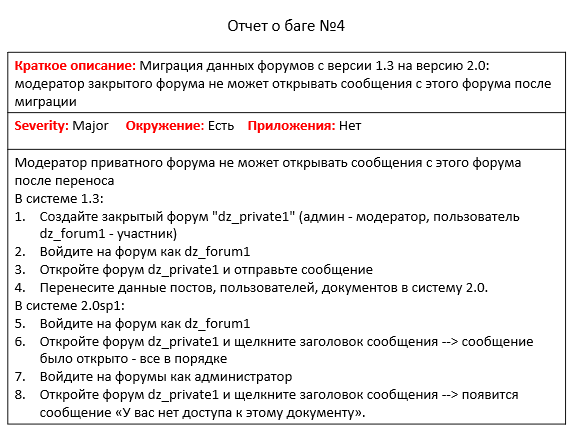 Отчет о баге №4
Краткое описание: Миграция данных форумов с версии 1.3 на версию 2.0:
модератор закрытого форума не может открывать сообщения с этого форума после
миграции
Severity: Major Окружение: Есть Приложения: Нет
Модератор приватного форума не может открывать сообщения с этого форума
после переноса
В системе 1.3:
1. Создайте закрытый форум "dz_private1" (админ - модератор, пользователь
dz_forum1 - участник)
2. Войдите на форум как dz_forum1
3. Откройте форум dz_private1 и отправьте сообщение
4. Перенесите данные постов, пользователей, документов в систему 2.0.
В системе 2.0sp1:
5. Войдите на форум как dz_forum1
6. Откройте форум dz_private1 и щелкните заголовок сообщения --> сообщение
было открыто - все в порядке
7. Войдите на форумы как администратор
8. Откройте форум dz_private1 и щелкните заголовок сообщения --> появится
сообщение «У вас нет доступа к этому документу».